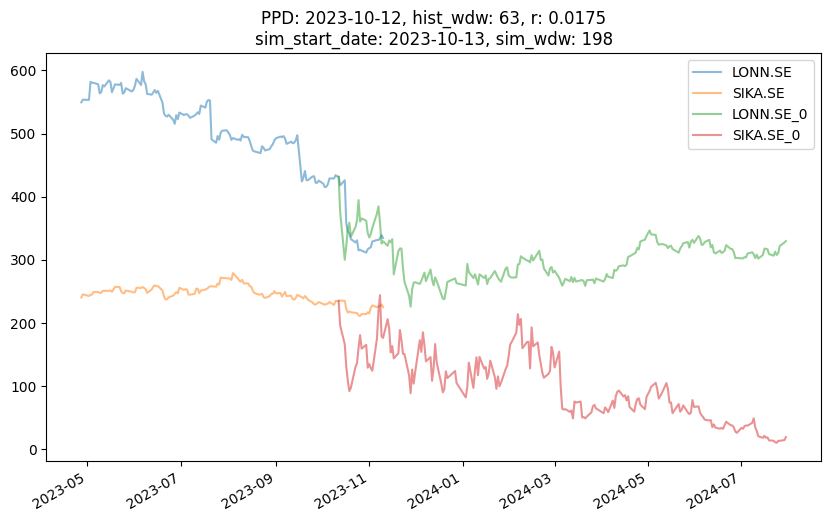 PPD: 2023-10-12, hist_wdw: 63, r: 0.0175
sim_start_date: 2023-10-13, sim_wdw: 198
LONN.SE
SIKA.SE
LONN.SE_0
SIKA.SE_0
600
500
400
300
200
100
0
2023-05
2023-07
2023-09
2023-11
2024-01
2024-03
2024-05
2024-07